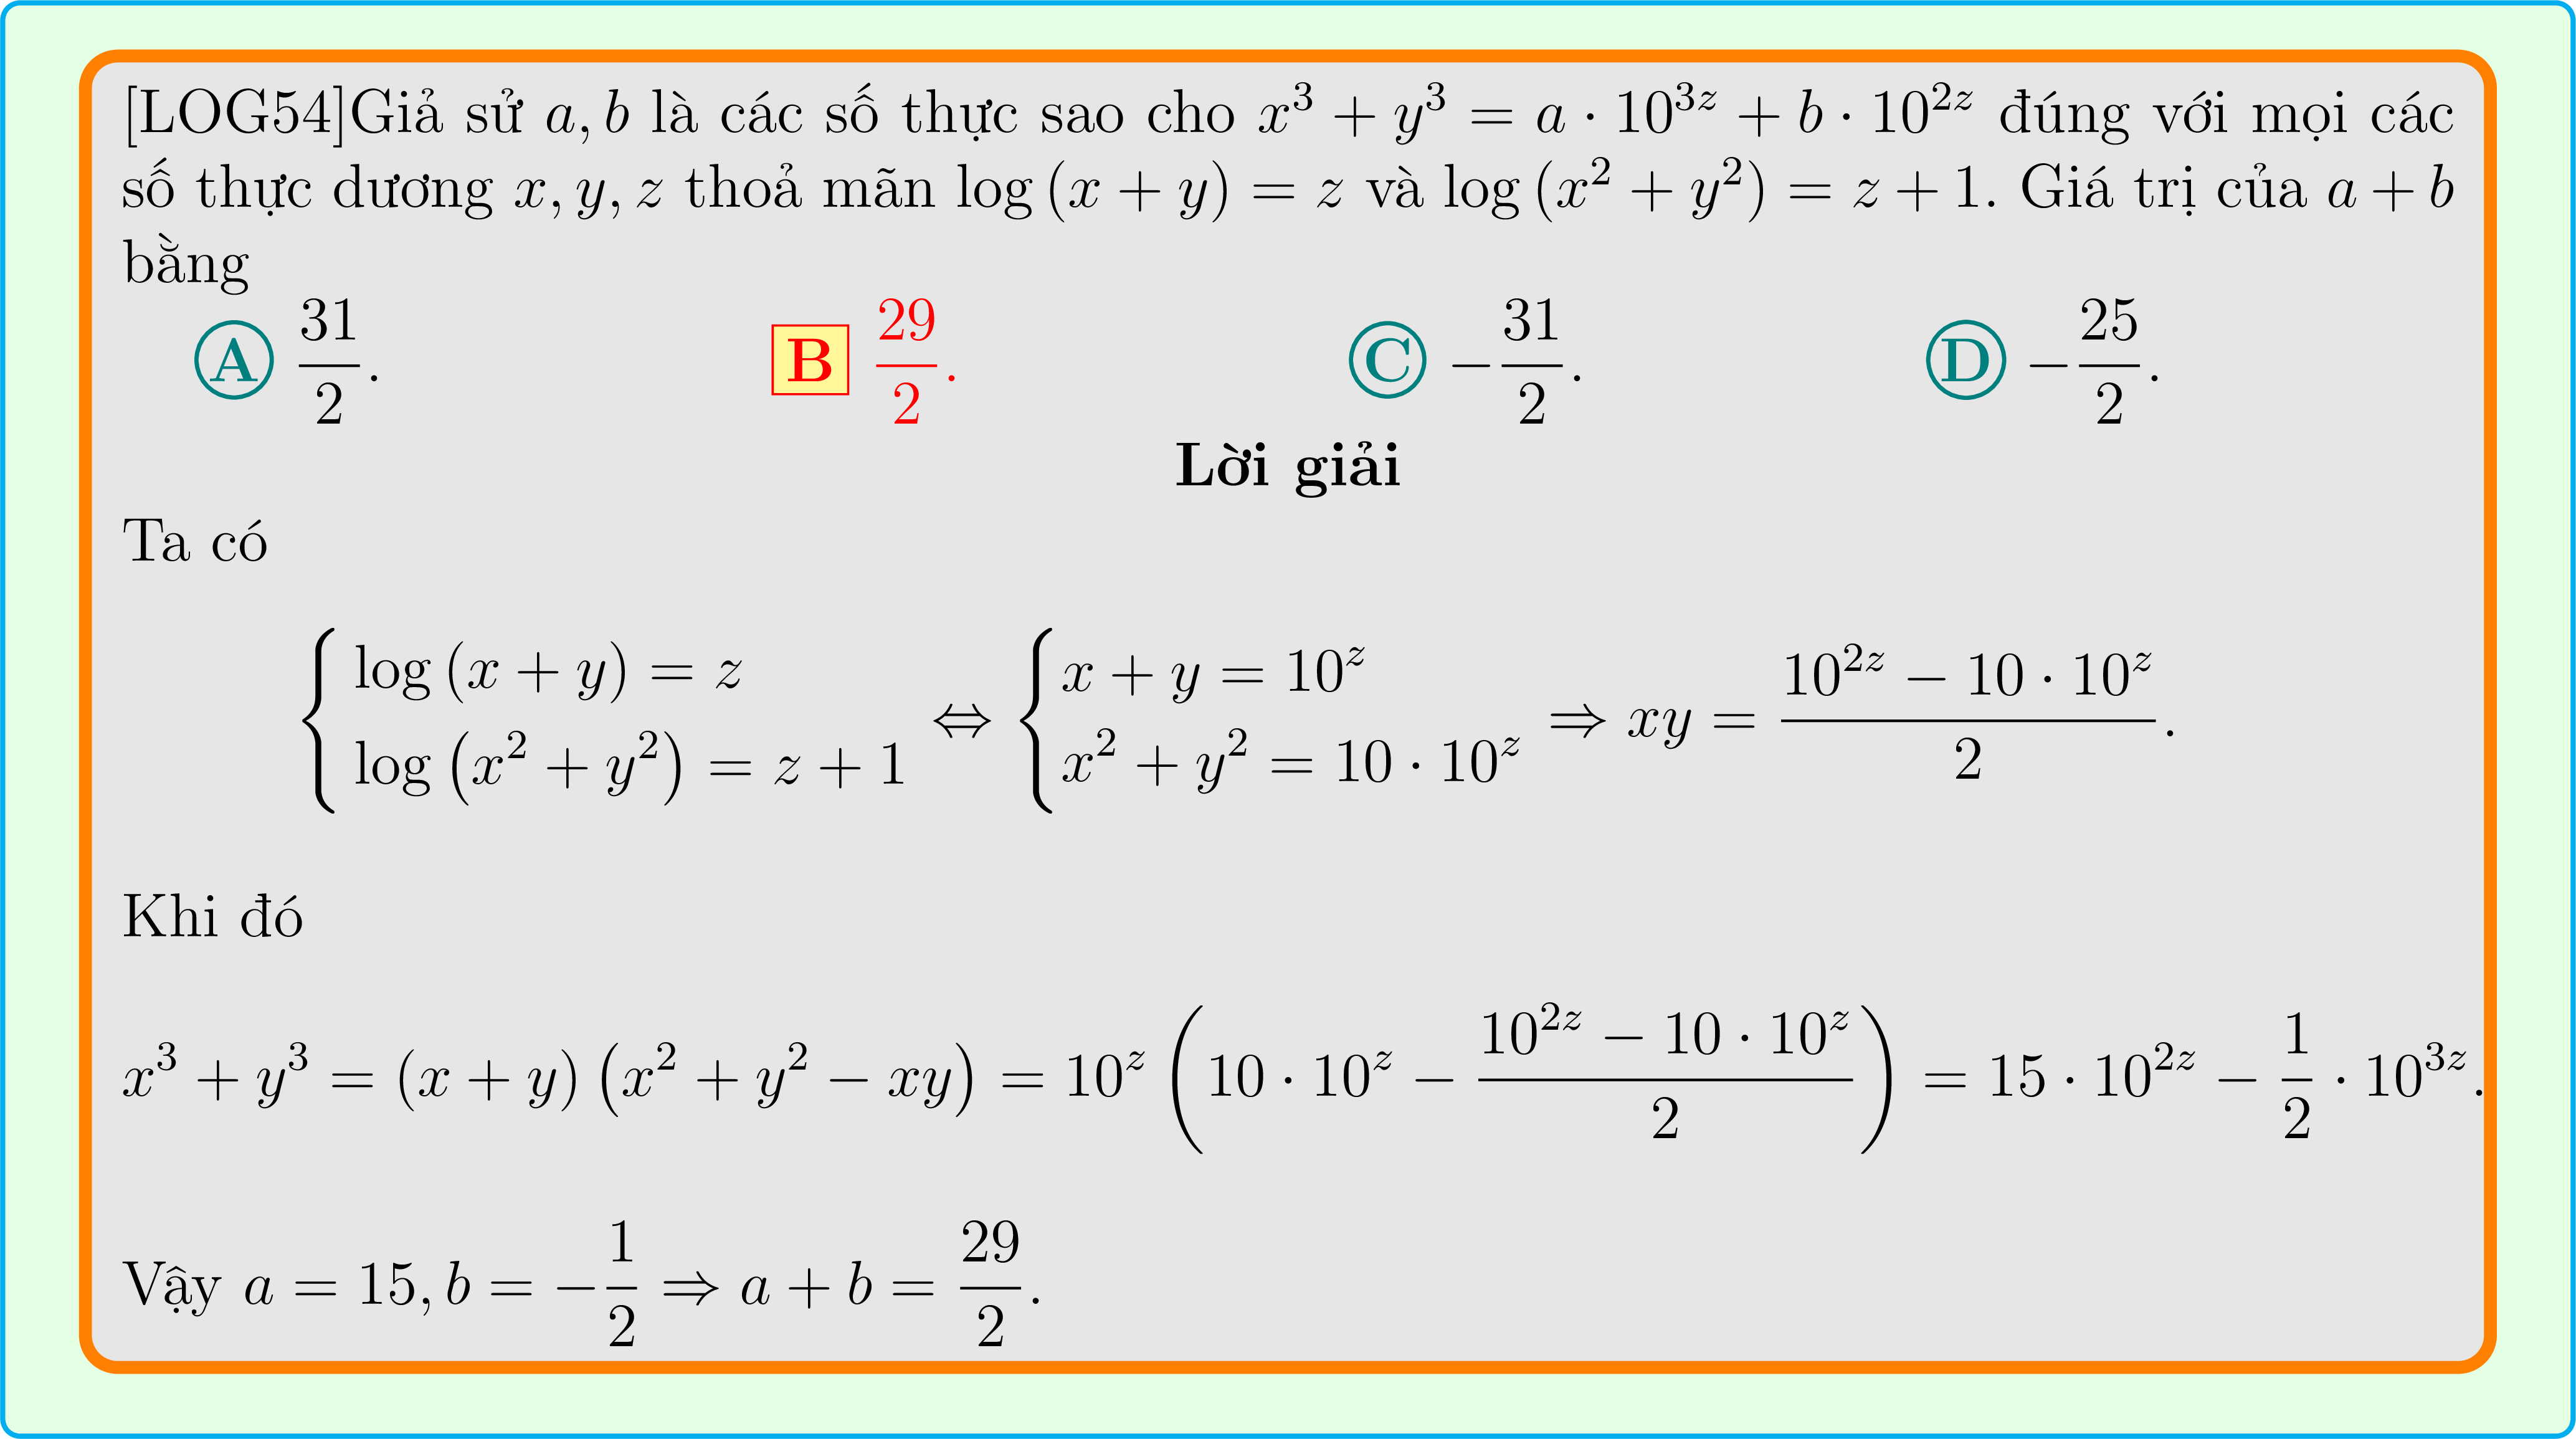 [LOG54]Giả sử $a, b$ là các số thực sao cho $x^3 + y^3 = a \cdot 10^{3z} + b \cdot 10^{2z}$ đúng với mọi các
số thực dương $x, y, z$ thoả mãn $\log(x + y) = z$ và $\log(x^2 + y^2) = z + 1$. Giá trị của $a + b$
bằng
A $\frac{31}{2}$. B $\frac{29}{2}$. C $-\frac{31}{2}$. D $-\frac{25}{2}$.
Lời giải
Ta có
$\begin{cases} \log(x + y) = z \\ \log(x^2 + y^2) = z + 1 \end{cases} \Leftrightarrow \begin{cases} x + y = 10^z \\ x^2 + y^2 = 10 \cdot 10^z \end{cases} \Rightarrow xy = \frac{10^{2z} - 10 \cdot 10^z}{2}.$
Khi đó
$x^3 + y^3 = (x + y)(x^2 + y^2 - xy) = 10^z \left(10 \cdot 10^z - \frac{10^{2z} - 10 \cdot 10^z}{2}\right) = 15 \cdot 10^{2z} - \frac{1}{2} \cdot 10^{3z}.$
Vậy $a = 15, b = -\frac{1}{2} \Rightarrow a + b = \frac{29}{2}.$